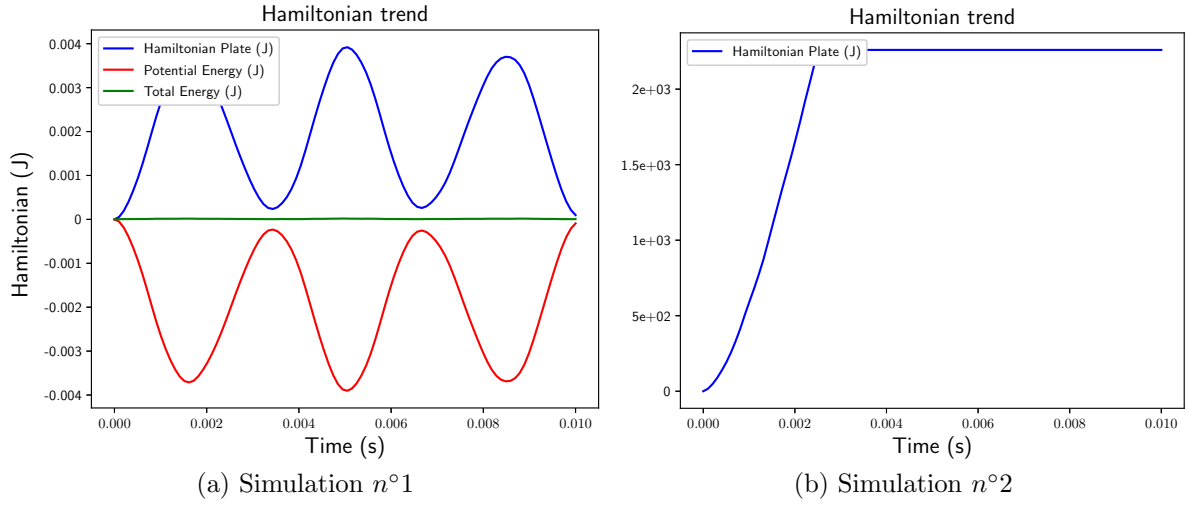 Hamiltonian trend
Hamiltonian Plate (J)
Potential Energy (J)
Total Energy (J)
Hamiltonian (J)
0.004
0.003
0.002
0.001
0
-0.001
-0.002
-0.003
-0.004
0.000 0.002 0.004 0.006 0.008 0.010
Time (s)
(a) Simulation n°1
Hamiltonian trend
Hamiltonian Plate (J)
2e+03
1.5e+03
1e+03
5e+02
0
0.000 0.002 0.004 0.006 0.008 0.010
Time (s)
(b) Simulation n°2